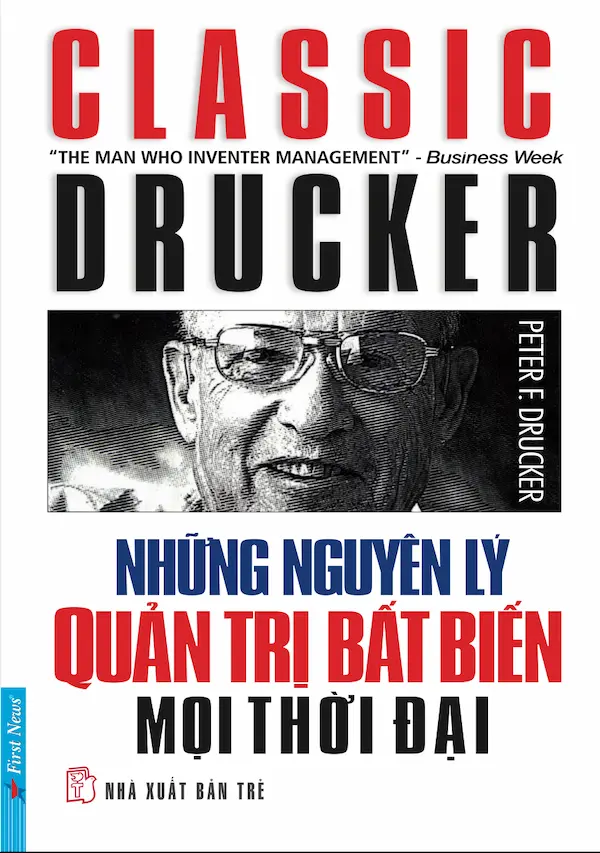 CLASSIC
“THE MAN WHO INVENTER MANAGEMENT” - Business Week
DRUCKER
PETER F. DRUCKER
NHỮNG NGUYÊN LÝ
QUẢN TRỊ BẤT BIẾN
MỌI THỜI ĐẠI
First News
NHÀ XUẤT BẢN TRẺ